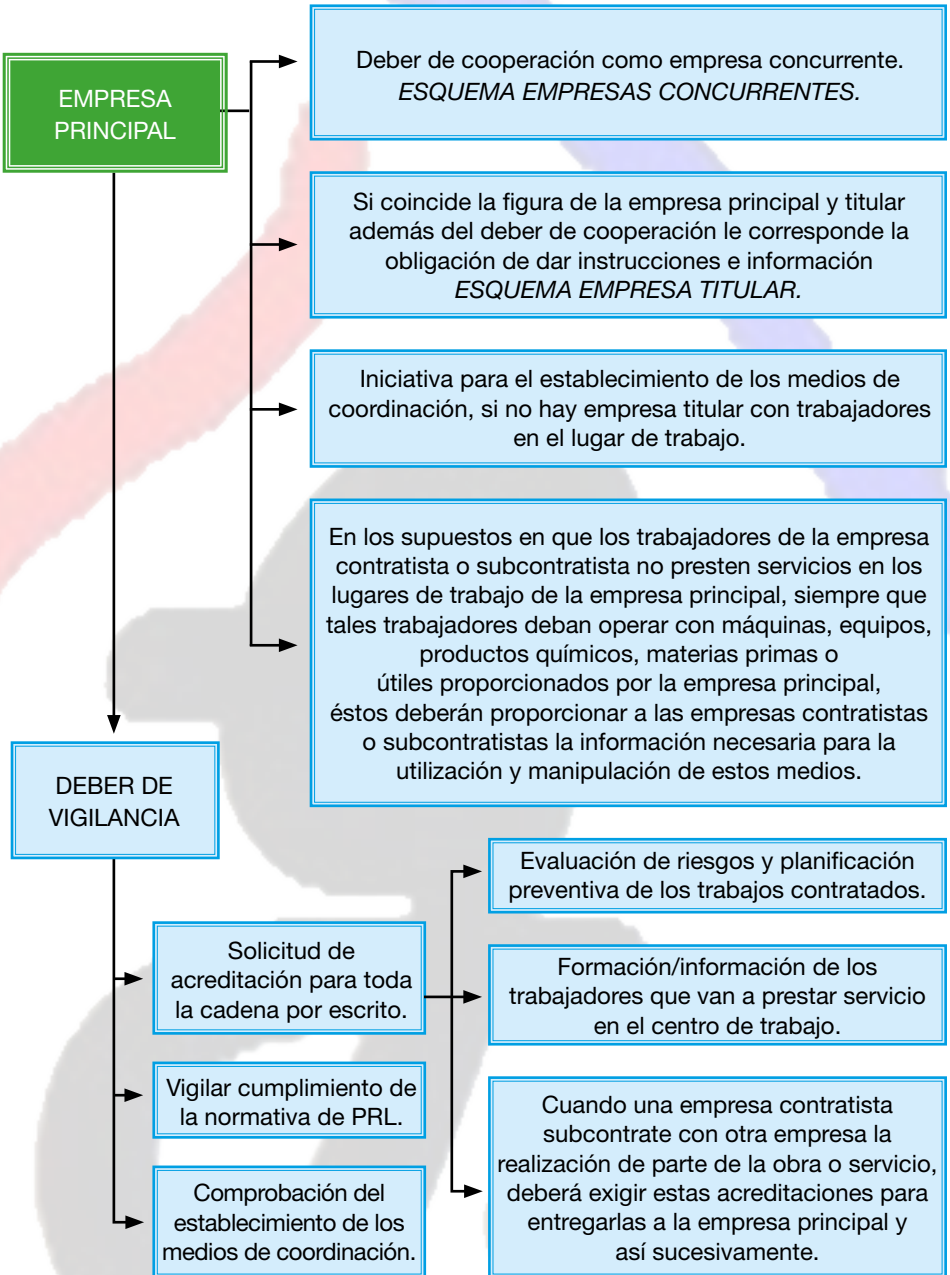 EMPRESA
PRINCIPAL
Deber de cooperación como empresa concurrente.
ESQUEMA EMPRESAS CONCURRENTES.
Si coincide la figura de la empresa principal y titular
además del deber de cooperación le corresponde la
obligación de dar instrucciones e información
ESQUEMA EMPRESA TITULAR.
Iniciativa para el establecimiento de los medios de
coordinación, si no hay empresa titular con trabajadores
en el lugar de trabajo.
En los supuestos en que los trabajadores de la empresa
contratista o subcontratista no presten servicios en los
lugares de trabajo de la empresa principal, siempre que
tales trabajadores deban operar con máquinas, equipos,
productos químicos, materias primas o
útiles proporcionados por la empresa principal,
éstos deberán proporcionar a las empresas contratistas
o subcontratistas la información necesaria para la
utilización y manipulación de estos medios.
DEBER DE
VIGILANCIA
Solicitud de
acreditación para toda
la cadena por escrito.
Vigilar cumplimiento de
la normativa de PRL.
Comprobación del
establecimiento de los
medios de coordinación.
Evaluación de riesgos y planificación
preventiva de los trabajos contratados.
Formación/información de los
trabajadores que van a prestar servicio
en el centro de trabajo.
Cuando una empresa contratista
subcontrate con otra empresa la
realización de parte de la obra o servicio,
deberá exigir estas acreditaciones para
entregarlas a la empresa principal y
así sucesivamente.